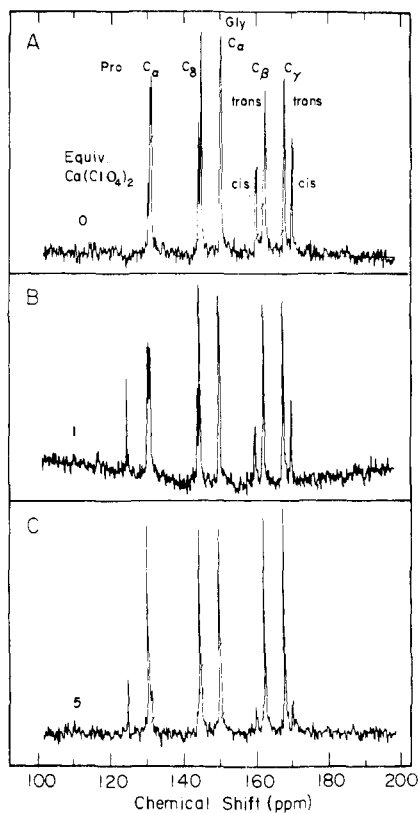 A
Gly
Cα
Pro Cα Cδ
Cβ Cγ
trans trans
Equiv.
Ca(ClO4)2
cis cis
0
B
1
C
5
100 120 140 160 180 200
Chemical Shift (ppm)